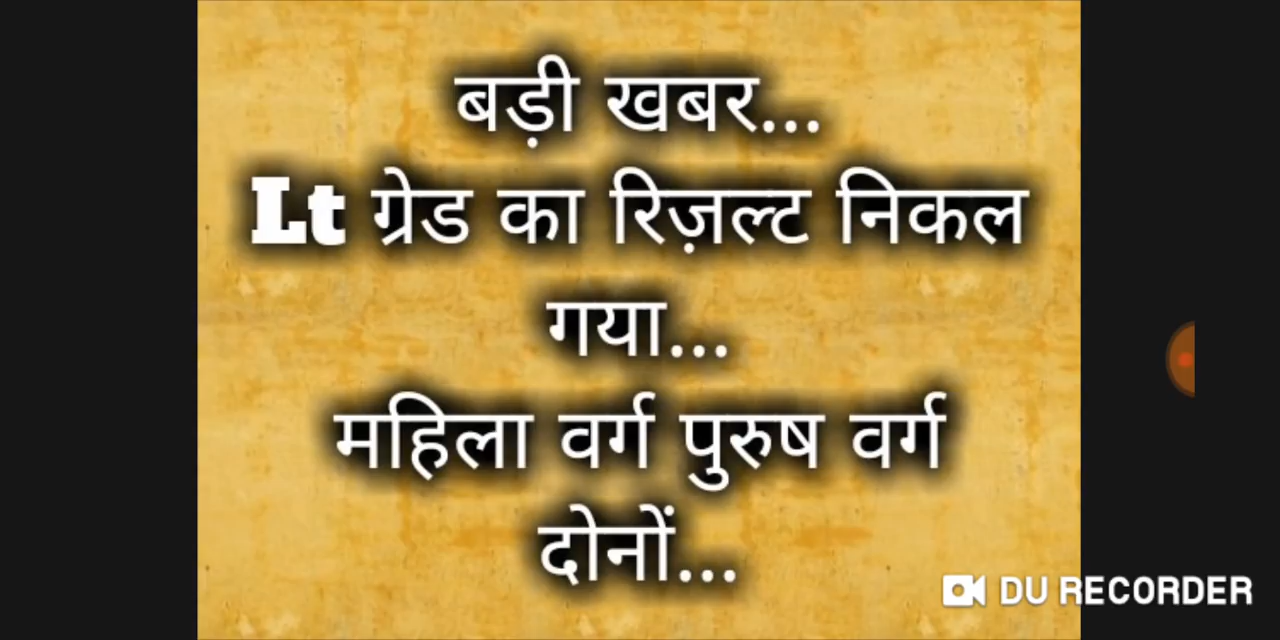 बड़ी खबर...
Lt ग्रेड का रिज़ल्ट निकल
गया...
महिला वर्ग पुरुष वर्ग
दोनों...
DU RECORDER